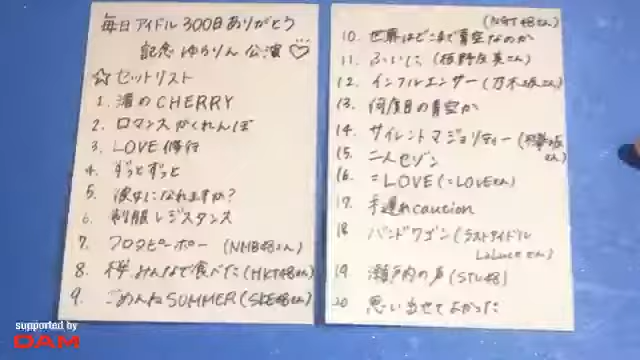 毎日アイドル300日ありがとう
記念 ゆうりん公演♡
☆セットリスト
1. 渚のCHERRY
2. ロマンスかくれんぼ
3. LOVE修行
4. ずっとずっと
5. 彼女になれますか?
6. 制服レジスタンス
7. フロタピーポー (NMB48さん)
8. 桜、みんなで食べた(HKT48さん)
9. ごめんねSUMMER(SKE48さん)
(NGT48さん)
10. 世界はどこまで青空なのか
11. ふいに (指原莉乃さん)
12. インフルエンサー(乃木坂さん)
13. 何度目の青空か
14. サイレントマジョリティー(欅坂
さん)
15. 二人セゾン
16. =LOVE(=LOVEさん)
17. 手遅れcaution
18 バンドワゴン(ラストアイドル
LaLuceさん)
19 瀬戸内の声(STU48)
20 思い出せてよかった
supported by
DAM